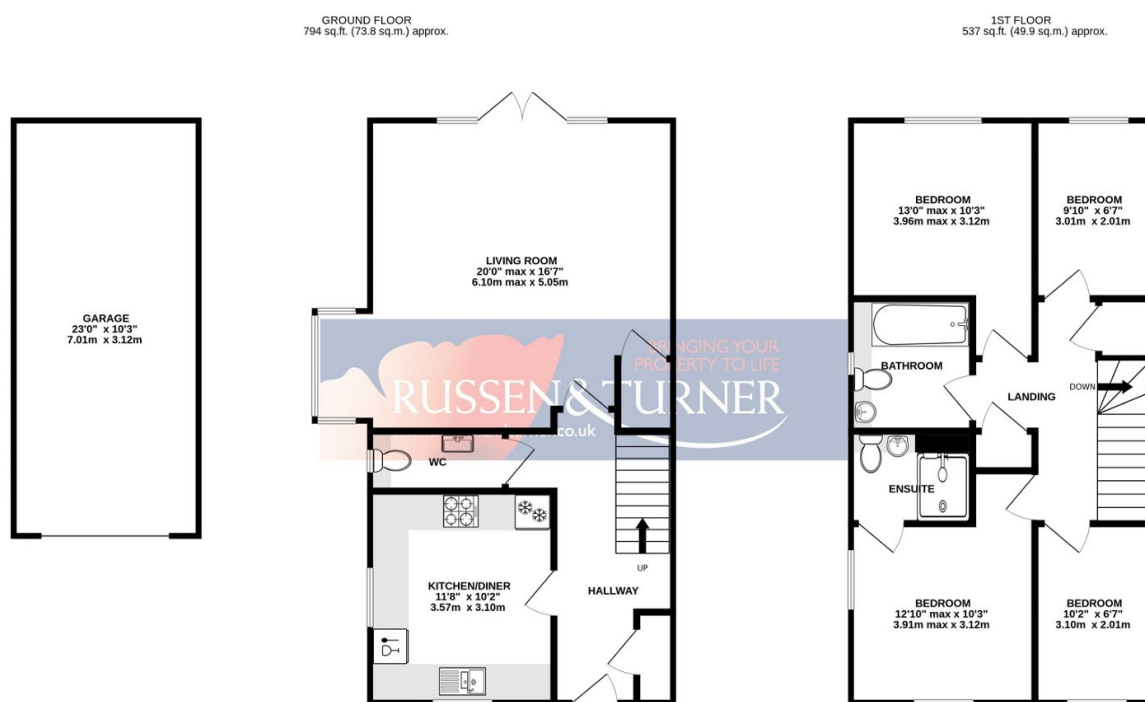 GROUND FLOOR
794 sq.ft. (73.8 sq.m.) approx.
1ST FLOOR
537 sq.ft. (49.9 sq.m.) approx.
GARAGE
23'0" x 10'3"
7.01m x 3.12m
LIVING ROOM
20'0" max x 16'7"
6.10m max x 5.05m
BRINGING YOUR
PROPERTY TO LIFE
RUSSEN & TURNER
.co.uk
WC
KITCHEN/DINER
11'8" x 10'2"
3.57m x 3.10m
UP
HALLWAY
BEDROOM
13'0" max x 10'3"
3.96m max x 3.12m
BEDROOM
9'10" x 6'7"
3.01m x 2.01m
BATHROOM
DOWN
LANDING
ENSUITE
BEDROOM
12'10" max x 10'3"
3.91m max x 3.12m
BEDROOM
10'2" x 6'7"
3.10m x 2.01m